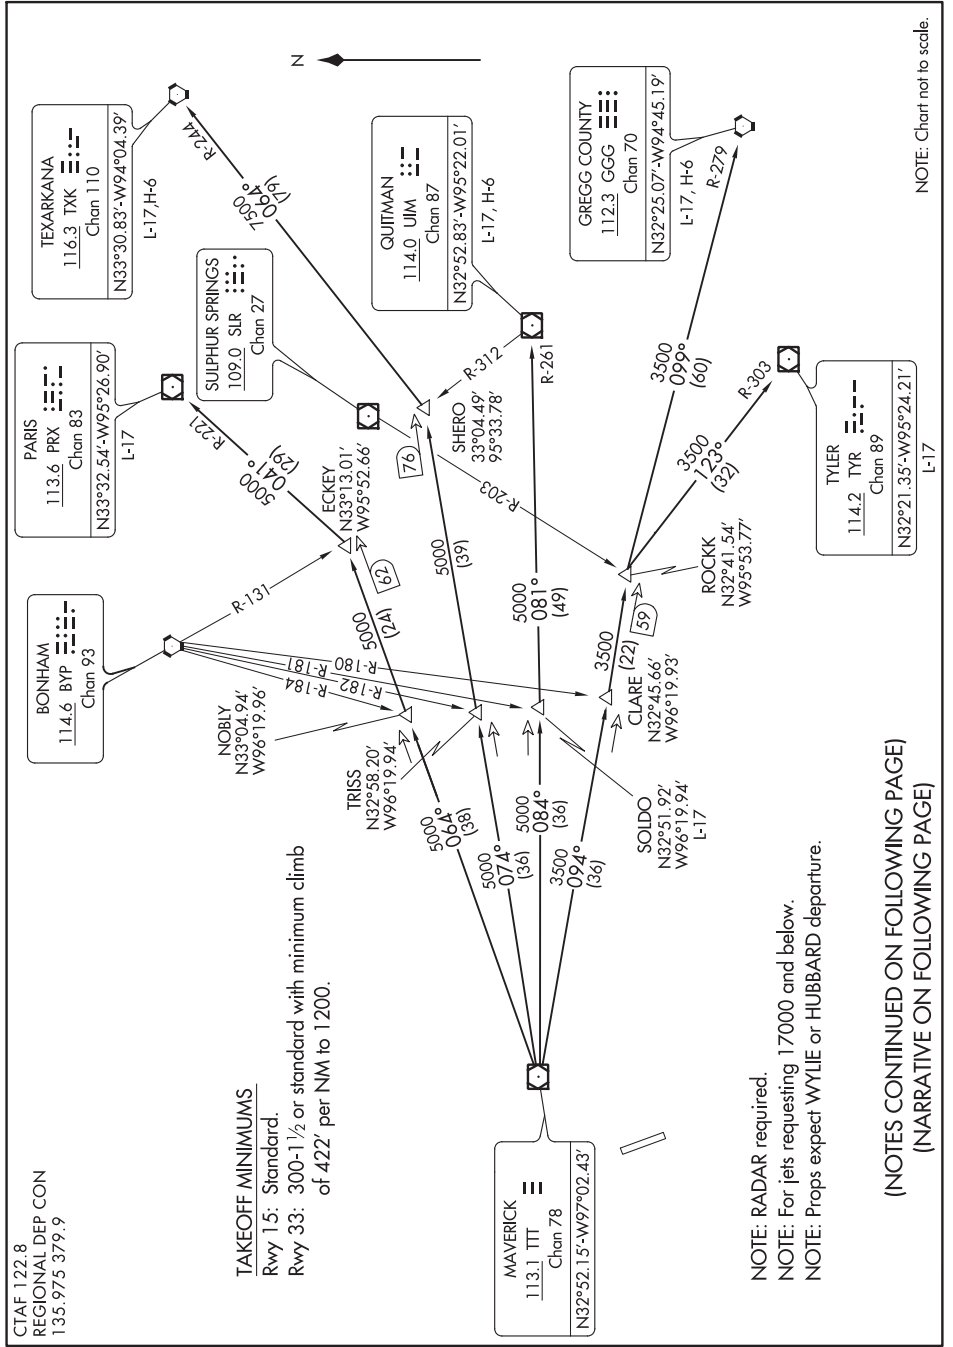 CTAF 122.8
REGIONAL DEP CON
135.975 379.9
TAKEOFF MINIMUMS
Rwy 15: Standard.
Rwy 33: 300-1½ or standard with minimum climb
of 422' per NM to 1200.
BONHAM
114.6 BYP
Chan 93
PARIS
113.6 PRX
Chan 83
N33°32.54'-W95°26.90'
L-17
TEXARKANA
116.3 TXK
Chan 110
N33°30.83'-W94°04.39'
L-17,H-6
SULPHUR SPRINGS
109.0 SLR
Chan 27
QUITMAN
114.0 UIM
Chan 87
N32°52.83'-W95°22.01'
L-17, H-6
GREGG COUNTY
112.3 GGG
Chan 70
N32°25.07'-W94°45.19'
L-17, H-6
TYLER
114.2 TYR
Chan 89
N32°21.35'-W95°24.21'
L-17
MAVERICK
113.1 TTT
Chan 78
N32°52.15'-W97°02.43'
N
NOBLY
N33°04.94'
W96°19.96'
TRISS
N32°58.20'
W96°19.94'
SOLDO
N32°51.92'
W96°19.94'
L-17
CLARE
N32°45.66'
W96°19.93'
ECKEY
N33°13.01'
W95°52.66'
SHERO
33°04.49'
95°33.78'
ROCKK
N32°41.54'
W95°53.77'
5000
064°
(38)
5000
074°
(36)
5000
084°
(36)
3500
094°
(36)
R-184
R-182
R-181
R-180
R-131
5000
(24)
62
5000
041°
(29)
R-221
5000
(39)
76
7500
064°
(79)
R-244
R-312
R-203
5000
081°
(49)
R-261
3500
(22)
59
3500
099°
(60)
R-279
3500
123°
(32)
R-303
NOTE: RADAR required.
NOTE: For jets requesting 17000 and below.
NOTE: Props expect WYLIE or HUBBARD departure.
NOTE: Chart not to scale.
(NOTES CONTINUED ON FOLLOWING PAGE)
(NARRATIVE ON FOLLOWING PAGE)